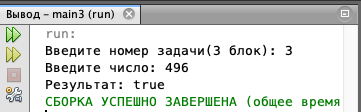 Вывод – main3 (run)
run:
Введите номер задачи(3 блок): 3
Введите число: 496
Результат: true
СБОРКА УСПЕШНО ЗАВЕРШЕНА (общее время